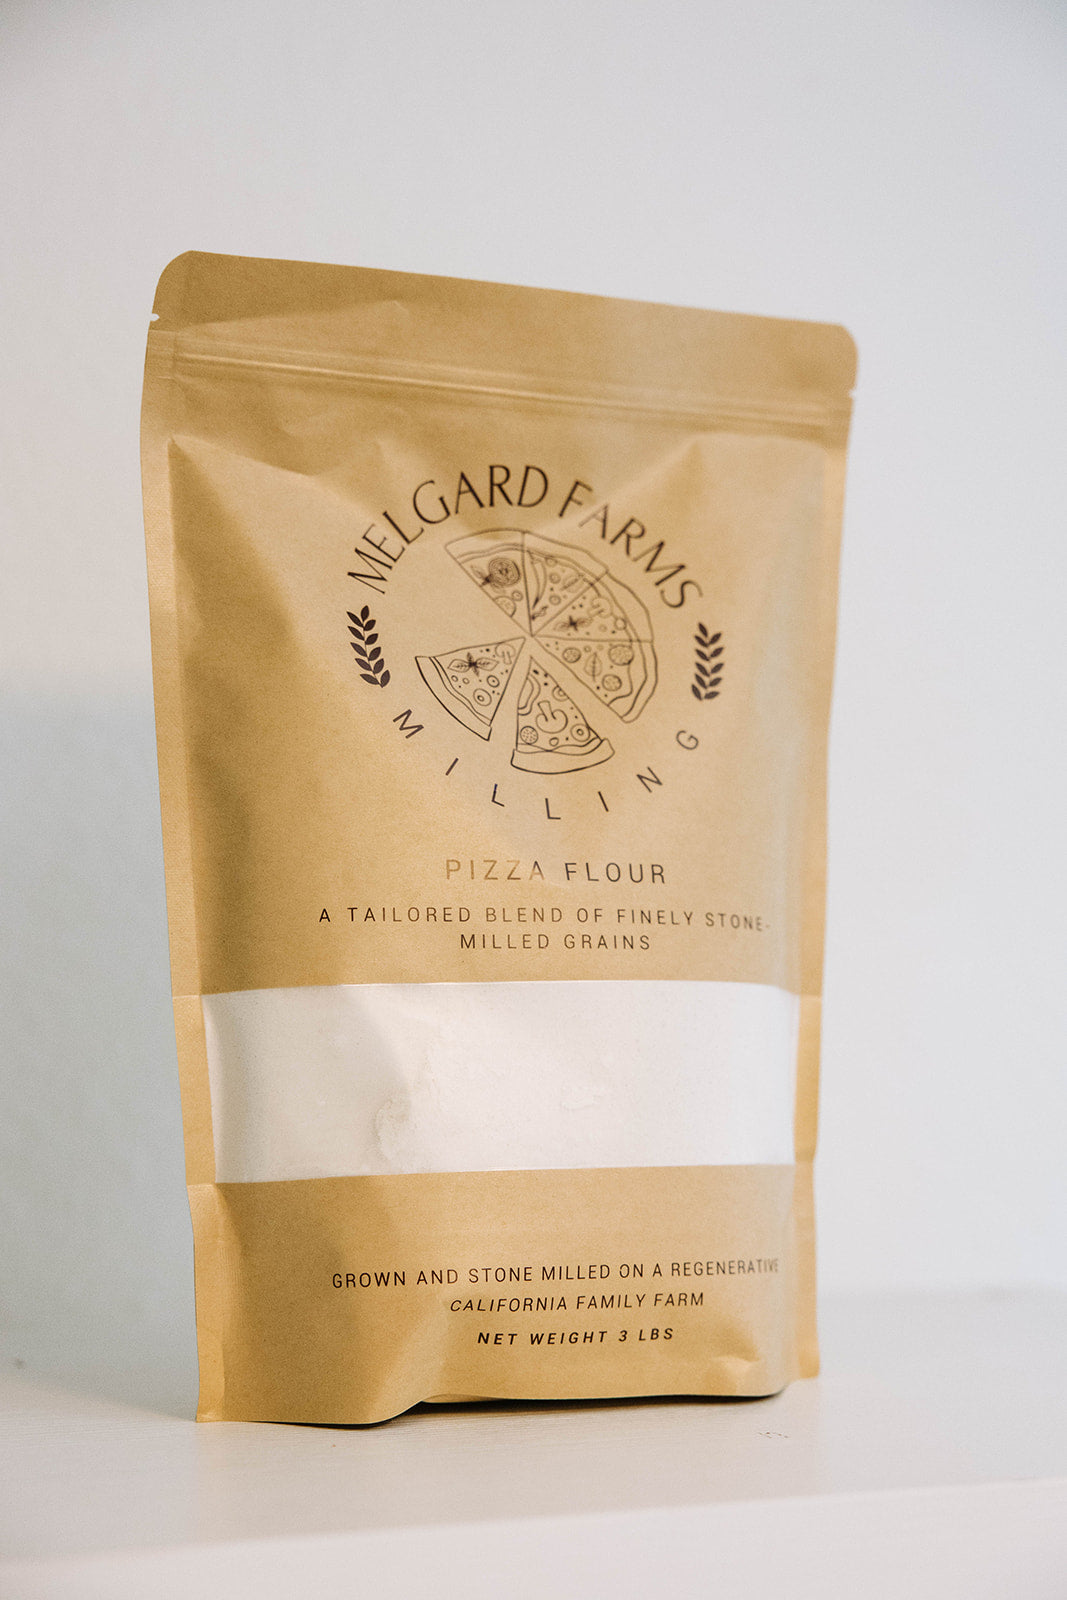 MELGARD FARMS
MILLING
PIZZA FLOUR
A TAILORED BLEND OF FINELY STONE-
MILLED GRAINS
GROWN AND STONE MILLED ON A REGENERATIVE
CALIFORNIA FAMILY FARM
NET WEIGHT 3 LBS